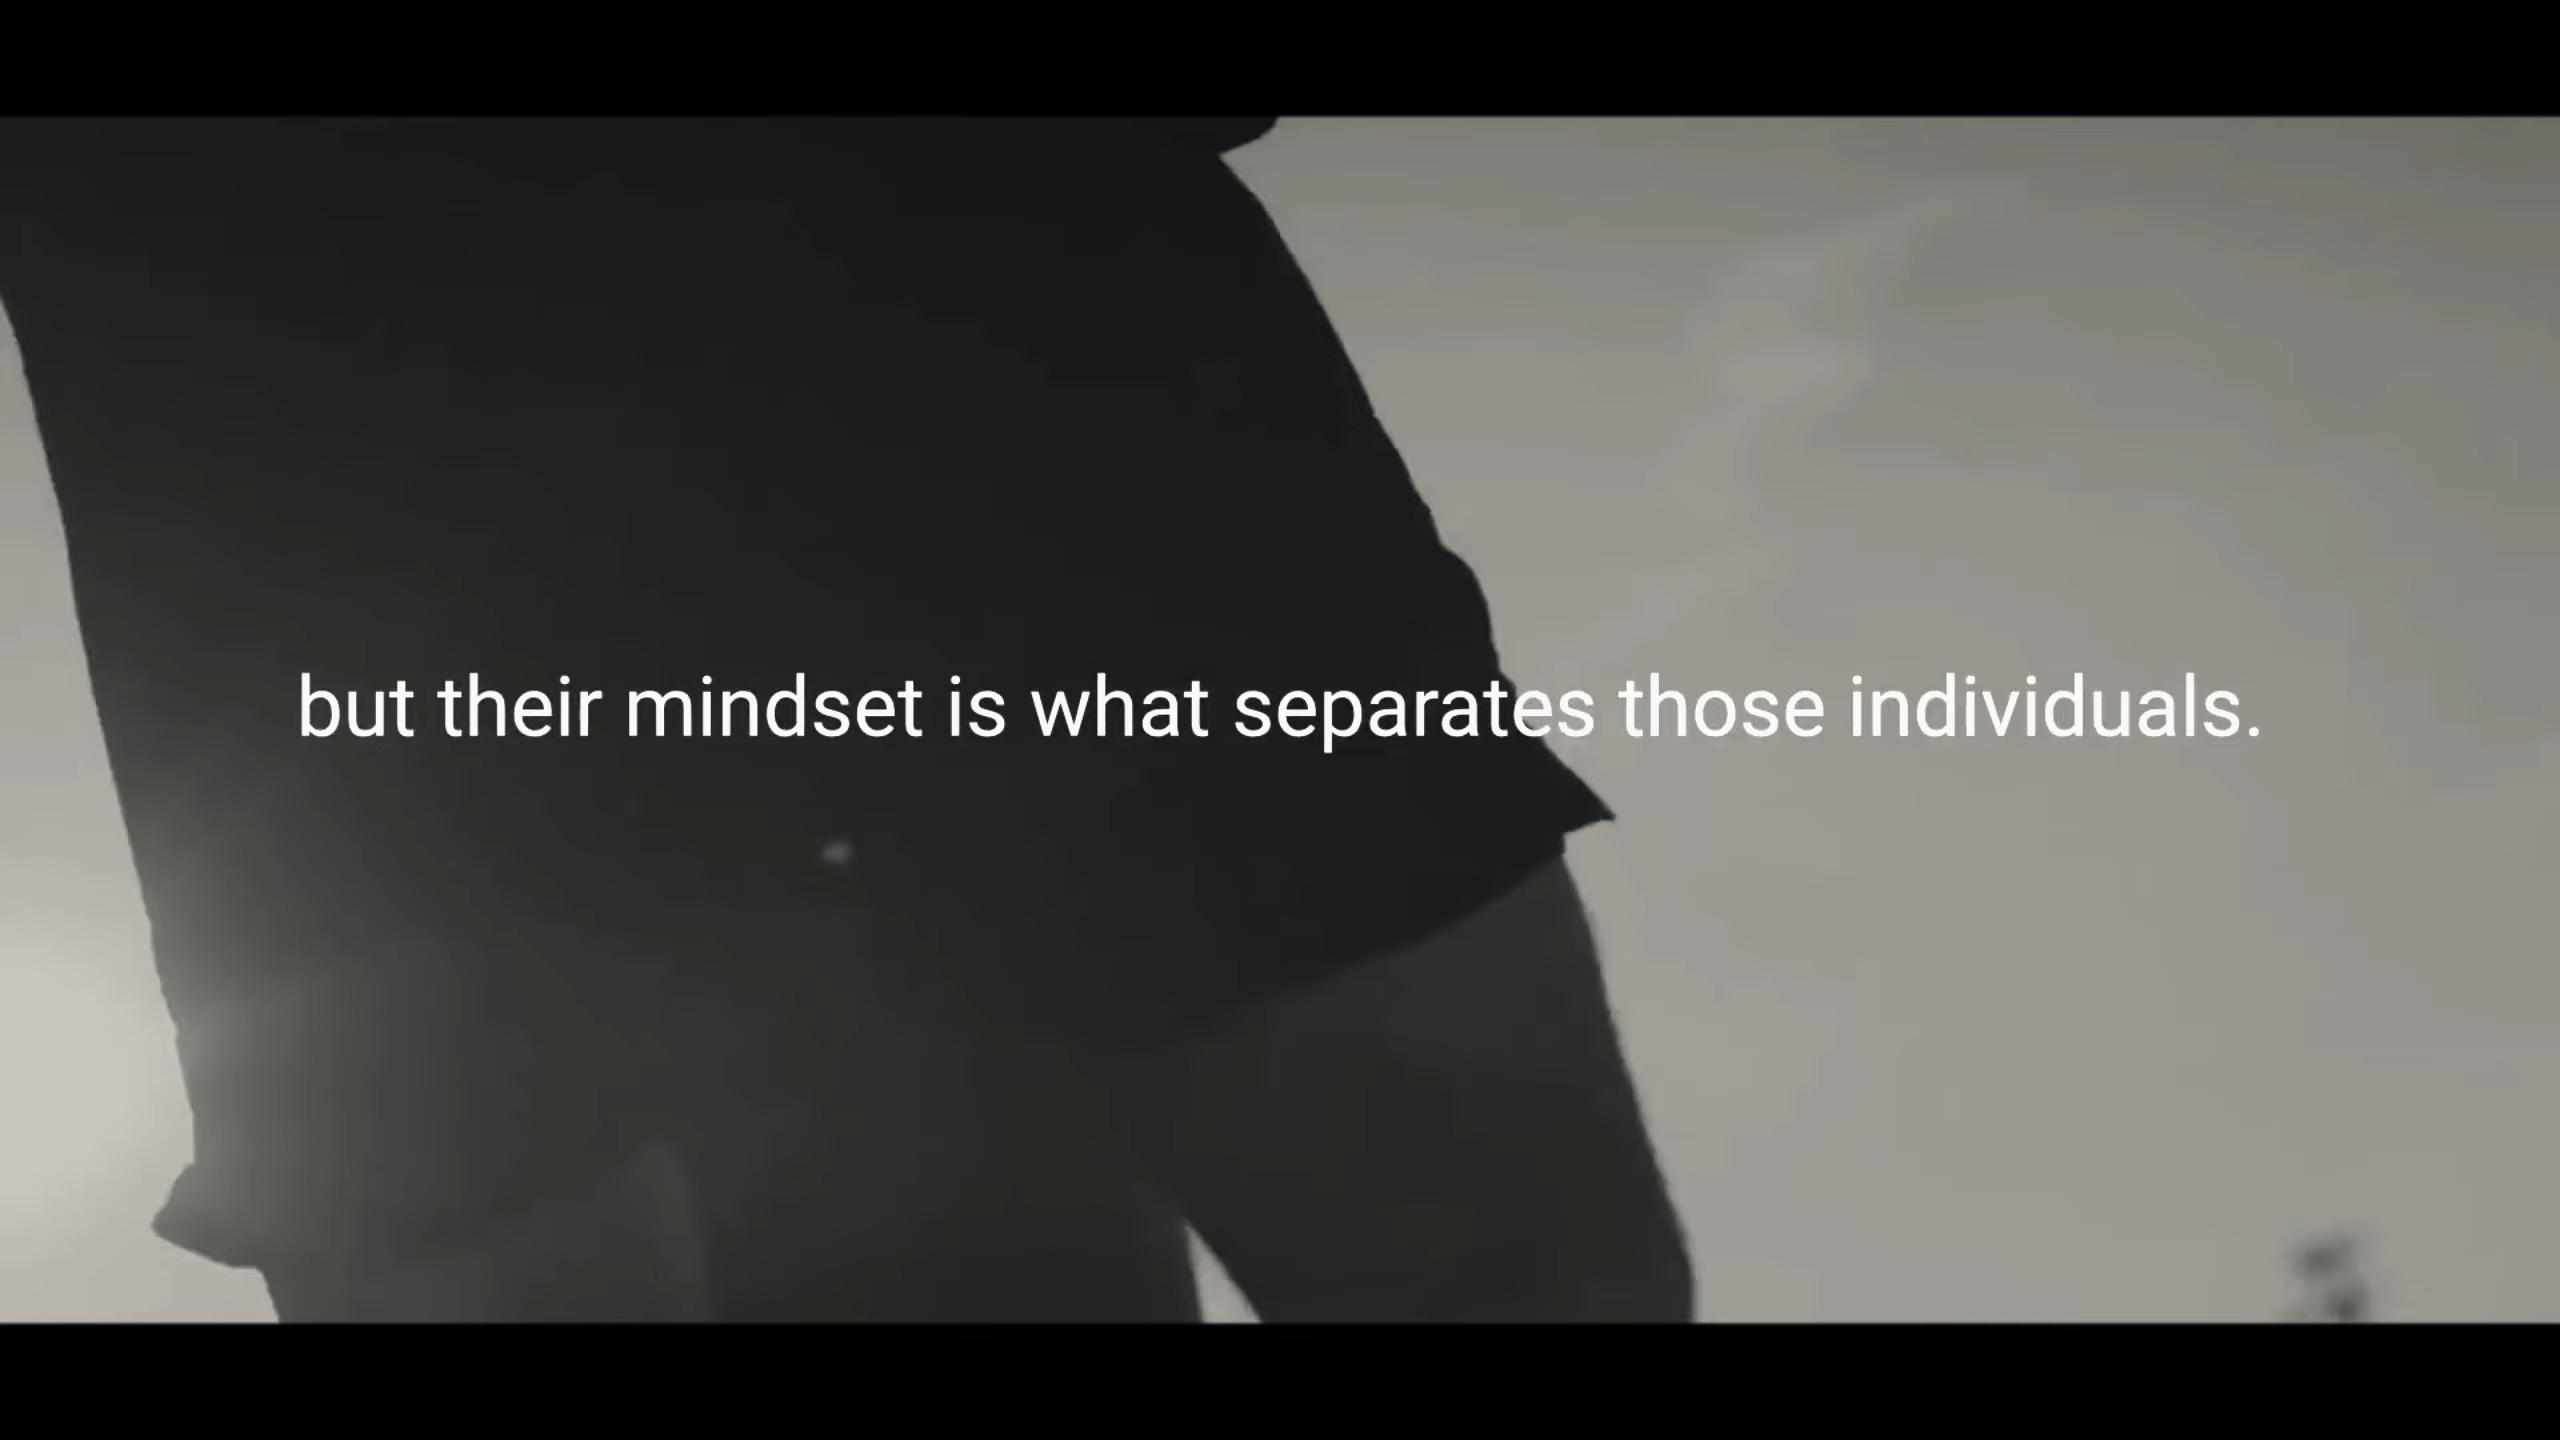 but their mindset is what separates those individuals.